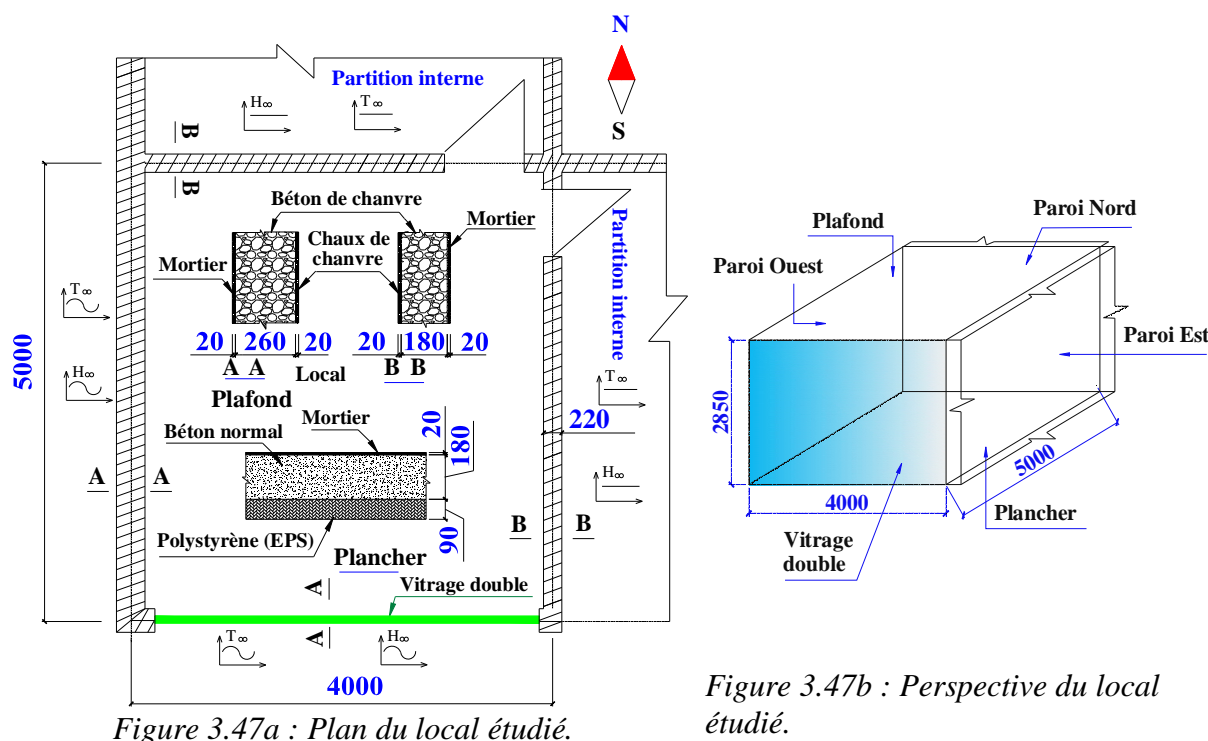 N
S
Partition interne
H∞
T∞
B
B
Béton de chanvre
Mortier
Chaux de
chanvre
Mortier
Partition interne
T∞
H∞
5000
20
260
20
20
180
20
A
A
B
B
Local
Plafond
Mortier
Béton normal
20
180
90
T∞
220
H∞
A
A
B
B
Polystyrène (EPS)
Plancher
A
Vitrage double
A
T∞
H∞
4000
Figure 3.47a : Plan du local étudié.
Plafond
Paroi Nord
Paroi Ouest
Paroi Est
2850
5000
4000
Plancher
Vitrage
double
Figure 3.47b : Perspective du local
étudié.